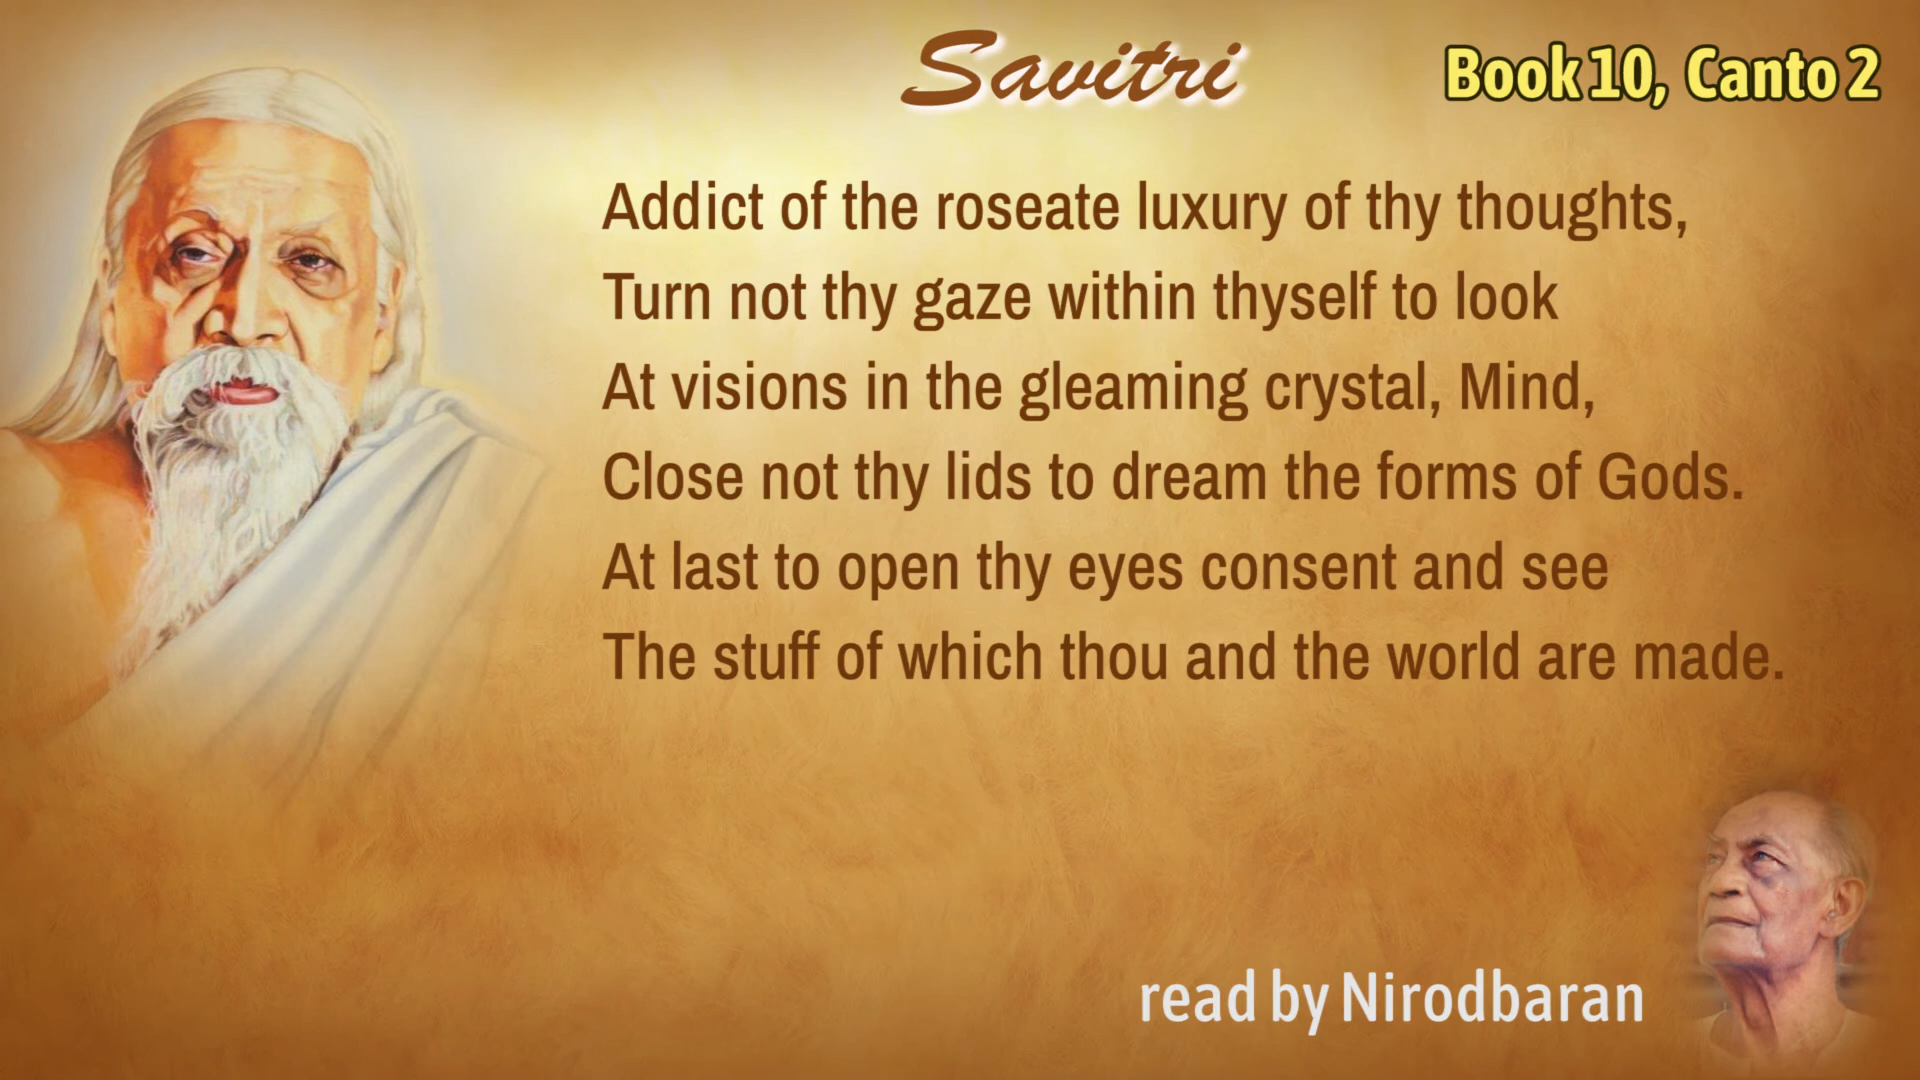 Savitri
Book 10, Canto 2
Addict of the roseate luxury of thy thoughts,
Turn not thy gaze within thyself to look
At visions in the gleaming crystal, Mind,
Close not thy lids to dream the forms of Gods.
At last to open thy eyes consent and see
The stuff of which thou and the world are made.
read by Nirodbaran